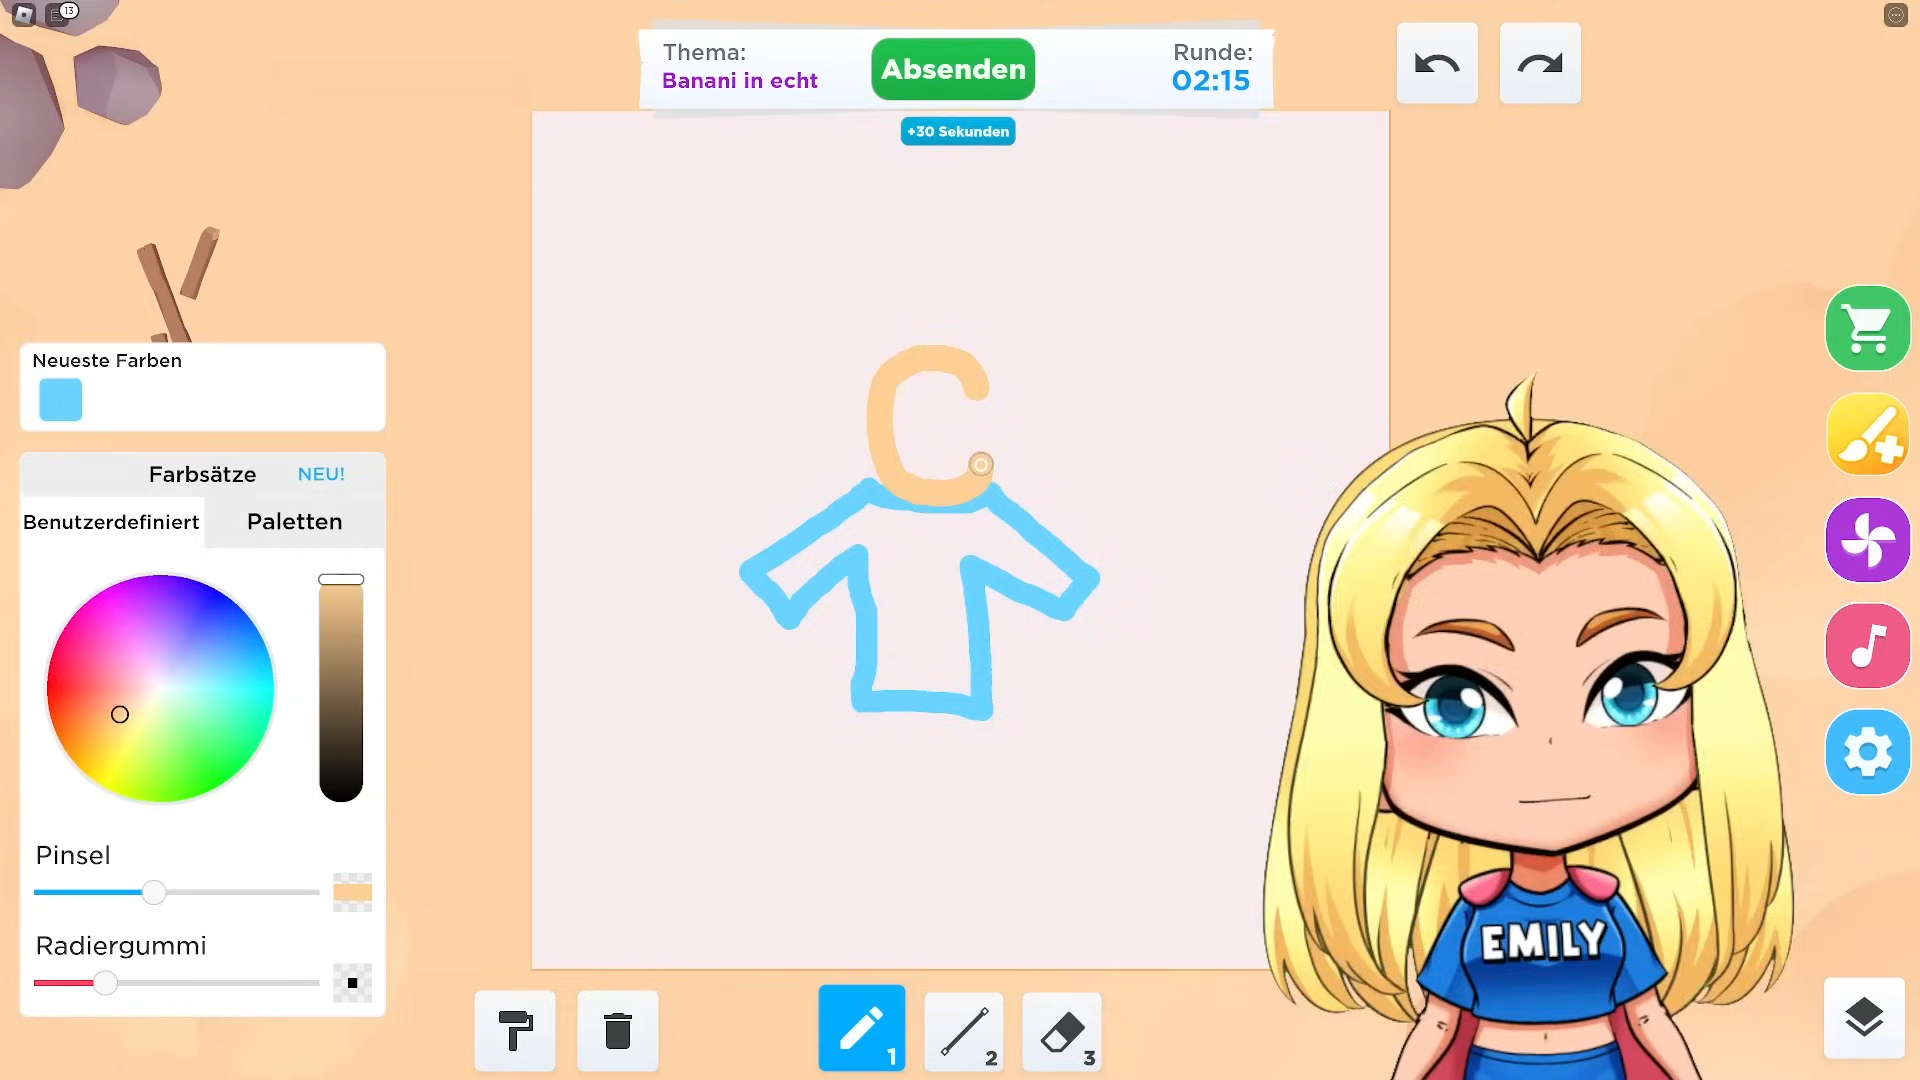 13
Thema:
Banani in echt
Absenden
Runde:
02:15
+30 Sekunden
Neueste Farben
Farbsätze
NEU!
Benutzerdefiniert
Paletten
Pinsel
Radiergummi
1
2
3
EMILY